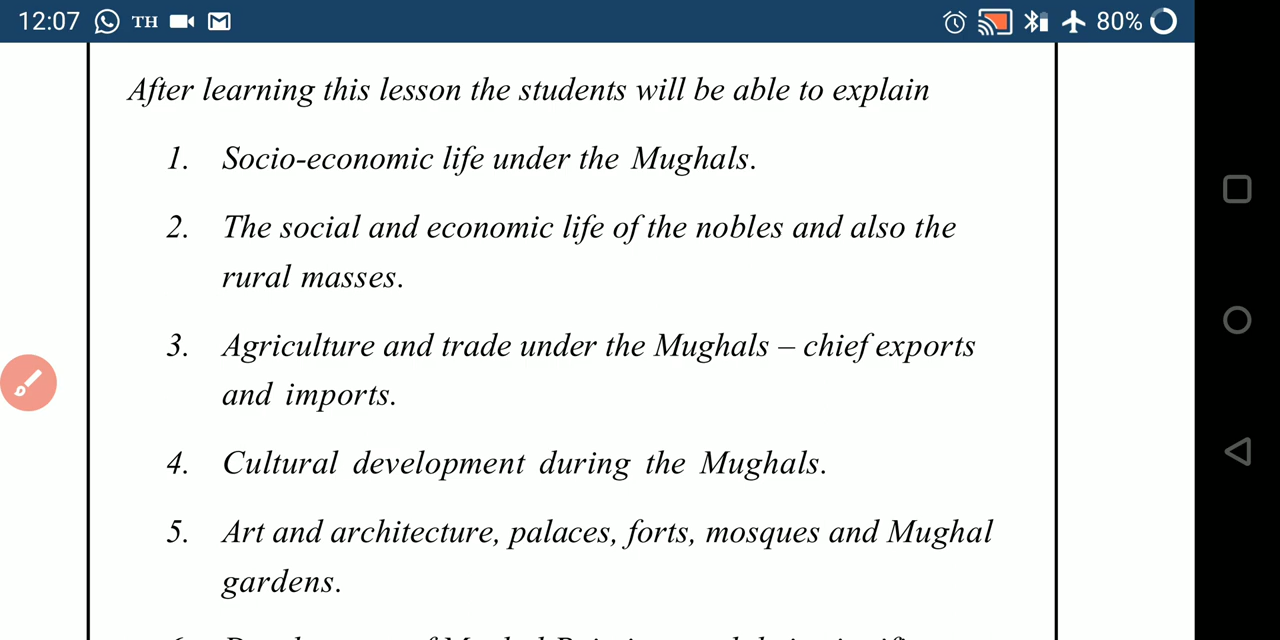 12:07 TH 80%
After learning this lesson the students will be able to explain
1. Socio-economic life under the Mughals.
2. The social and economic life of the nobles and also the
rural masses.
3. Agriculture and trade under the Mughals – chief exports
and imports.
4. Cultural development during the Mughals.
5. Art and architecture, palaces, forts, mosques and Mughal
gardens.